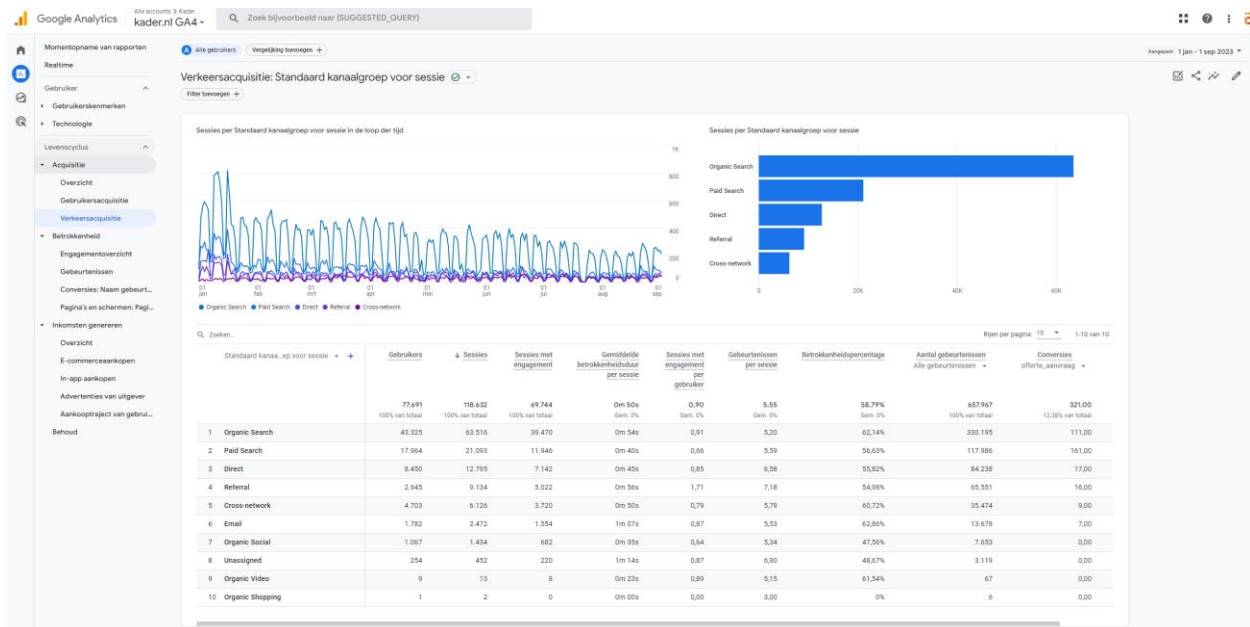 Google Analytics
Alle accounts > Kader
kader.nl GA4
Zoek bijvoorbeeld naar {SUGGESTED_QUERY}
Momentopname van rapporten
Realtime
Gebruiker
Gebruikerskenmerken
Technologie
Levenscyclus
Acquisitie
Overzicht
Gebruikersacquisitie
Verkeersacquisitie
Betrokkenheid
Engagementoverzicht
Gebeurtenissen
Conversies: Naam gebeurt...
Pagina's en schermen: Pagi...
Inkomsten genereren
Overzicht
E-commerceaankopen
In-app aankopen
Advertenties van uitgever
Aankooptraject van gebrui...
Behoud
A Alle gebruikers
Vergelijking toevoegen +
Aangepast 1 jan - 1 sep 2023
Verkeersacquisitie: Standaard kanaalgroep voor sessie
Filter toevoegen +
Sessies per Standaard kanaalgroep voor sessie in de loop der tijd
1K
800
600
400
200
0
01 jan
01 feb
01 mrt
01 apr
01 mei
01 jun
01 jul
01 aug
01 sep
Organic Search Paid Search Direct Referral Cross-network
Sessies per Standaard kanaalgroep voor sessie
Organic Search
Paid Search
Direct
Referral
Cross-network
0 20K 40K 60K
Zoeken...
Rijen per pagina: 10 1-10 van 10
Standaard kanaa...ep voor sessie + Gebruikers ↓ Sessies Sessies met engagement Gemiddelde betrokkenheidsduur per sessie Sessies met engagement per gebruiker Gebeurtenissen per sessie Betrokkenheidspercentage Aantal gebeurtenissen Alle gebeurtenissen Conversies offerte_aanvraag
77.691 118.632 69.744 0m 50s 0,90 5,55 58,79% 657.967 321,00
100% van totaal 100% van totaal 100% van totaal Gem. 0% Gem. 0% Gem. 0% Gem. 0% 100% van totaal 12,38% van totaal
1 Organic Search 43.325 63.516 39.470 0m 54s 0,91 5,20 62,14% 330.195 111,00
2 Paid Search 17.964 21.093 11.946 0m 40s 0,66 5,59 56,63% 117.986 161,00
3 Direct 8.450 12.795 7.142 0m 45s 0,85 6,58 55,82% 84.238 17,00
4 Referral 2.945 9.134 5.022 0m 56s 1,71 7,18 54,98% 65.551 16,00
5 Cross-network 4.703 6.126 3.720 0m 50s 0,79 5,79 60,72% 35.474 9,00
6 Email 1.782 2.472 1.554 1m 07s 0,87 5,53 62,86% 13.678 7,00
7 Organic Social 1.067 1.434 682 0m 35s 0,64 5,34 47,56% 7.653 0,00
8 Unassigned 254 452 220 1m 14s 0,87 6,90 48,67% 3.119 0,00
9 Organic Video 9 13 8 0m 23s 0,89 5,15 61,54% 67 0,00
10 Organic Shopping 1 2 0 0m 00s 0,00 3,00 0% 6 0,00